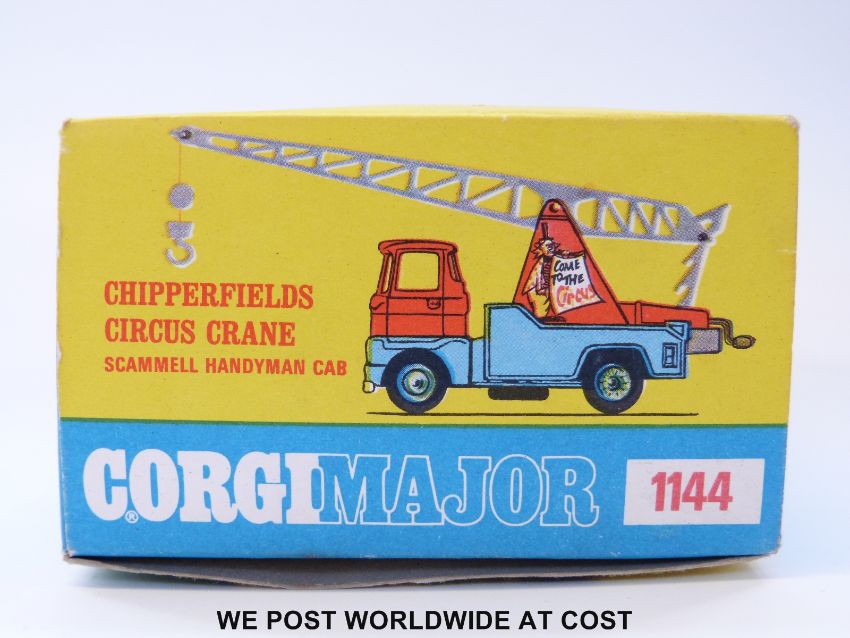 COME
TO THE
CIRCUS
CHIPPERFIELDS
CIRCUS CRANE
SCAMMELL HANDYMAN CAB
CORGI MAJOR
®
1144
WE POST WORLDWIDE AT COST